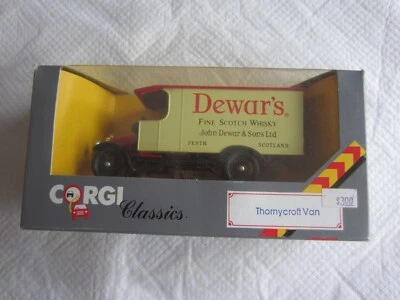 Dewar's®
FINE SCOTCH WHISKY
John Dewar & Sons Ltd.
PERTH SCOTLAND
CORGI
Classics
$300
Thornycroft Van